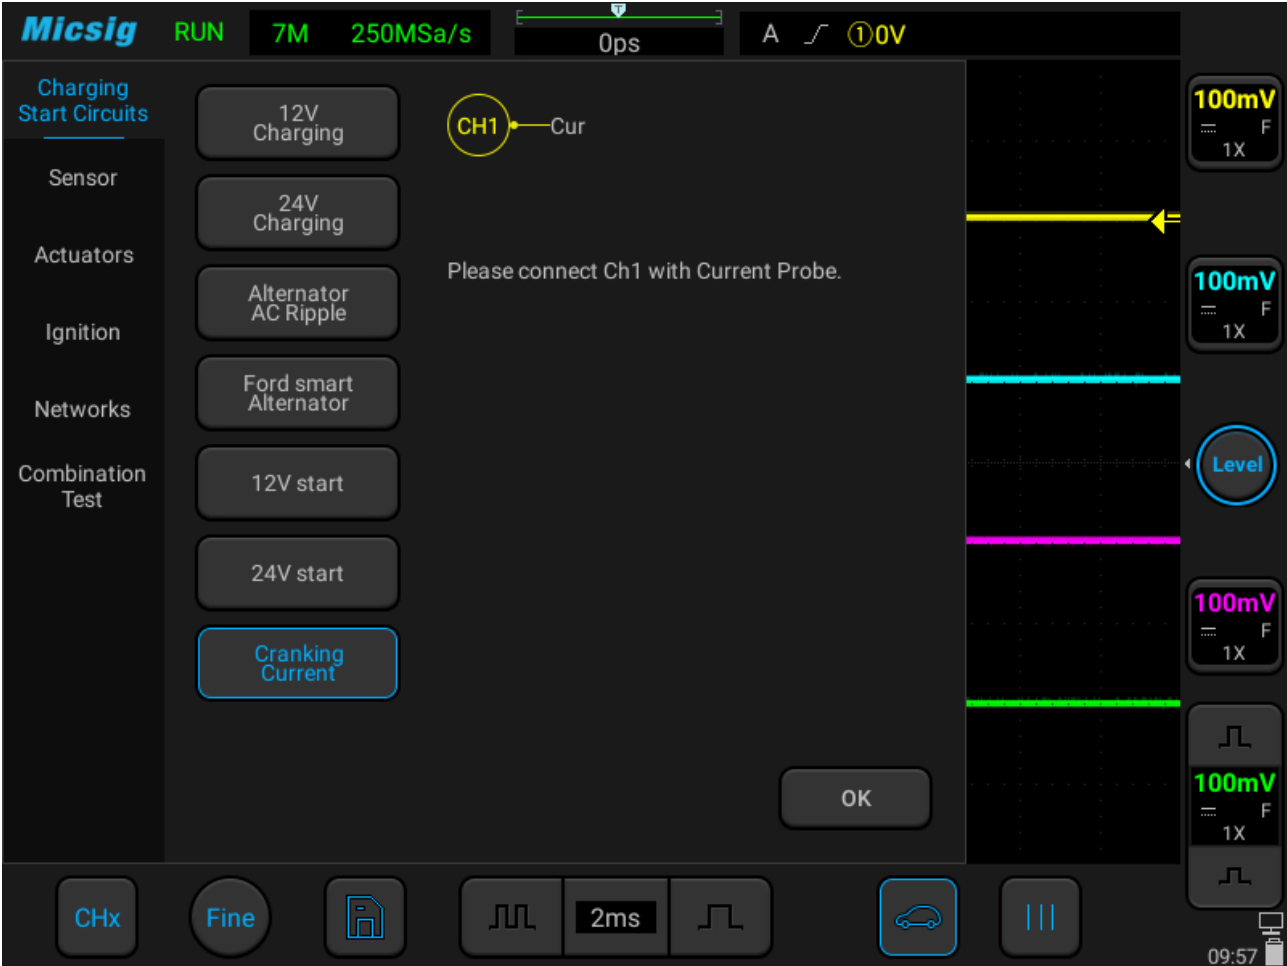 Micsig RUN 7M 250MSa/s 0ps A ①0V
T
Charging
Start Circuits
Sensor
Actuators
Ignition
Networks
Combination
Test
12V
Charging
24V
Charging
Alternator
AC Ripple
Ford smart
Alternator
12V start
24V start
Cranking
Current
CH1 Cur
Please connect Ch1 with Current Probe.
OK
100mV
F
1X
100mV
F
1X
Level
100mV
F
1X
100mV
F
1X
CHx
Fine
2ms
09:57